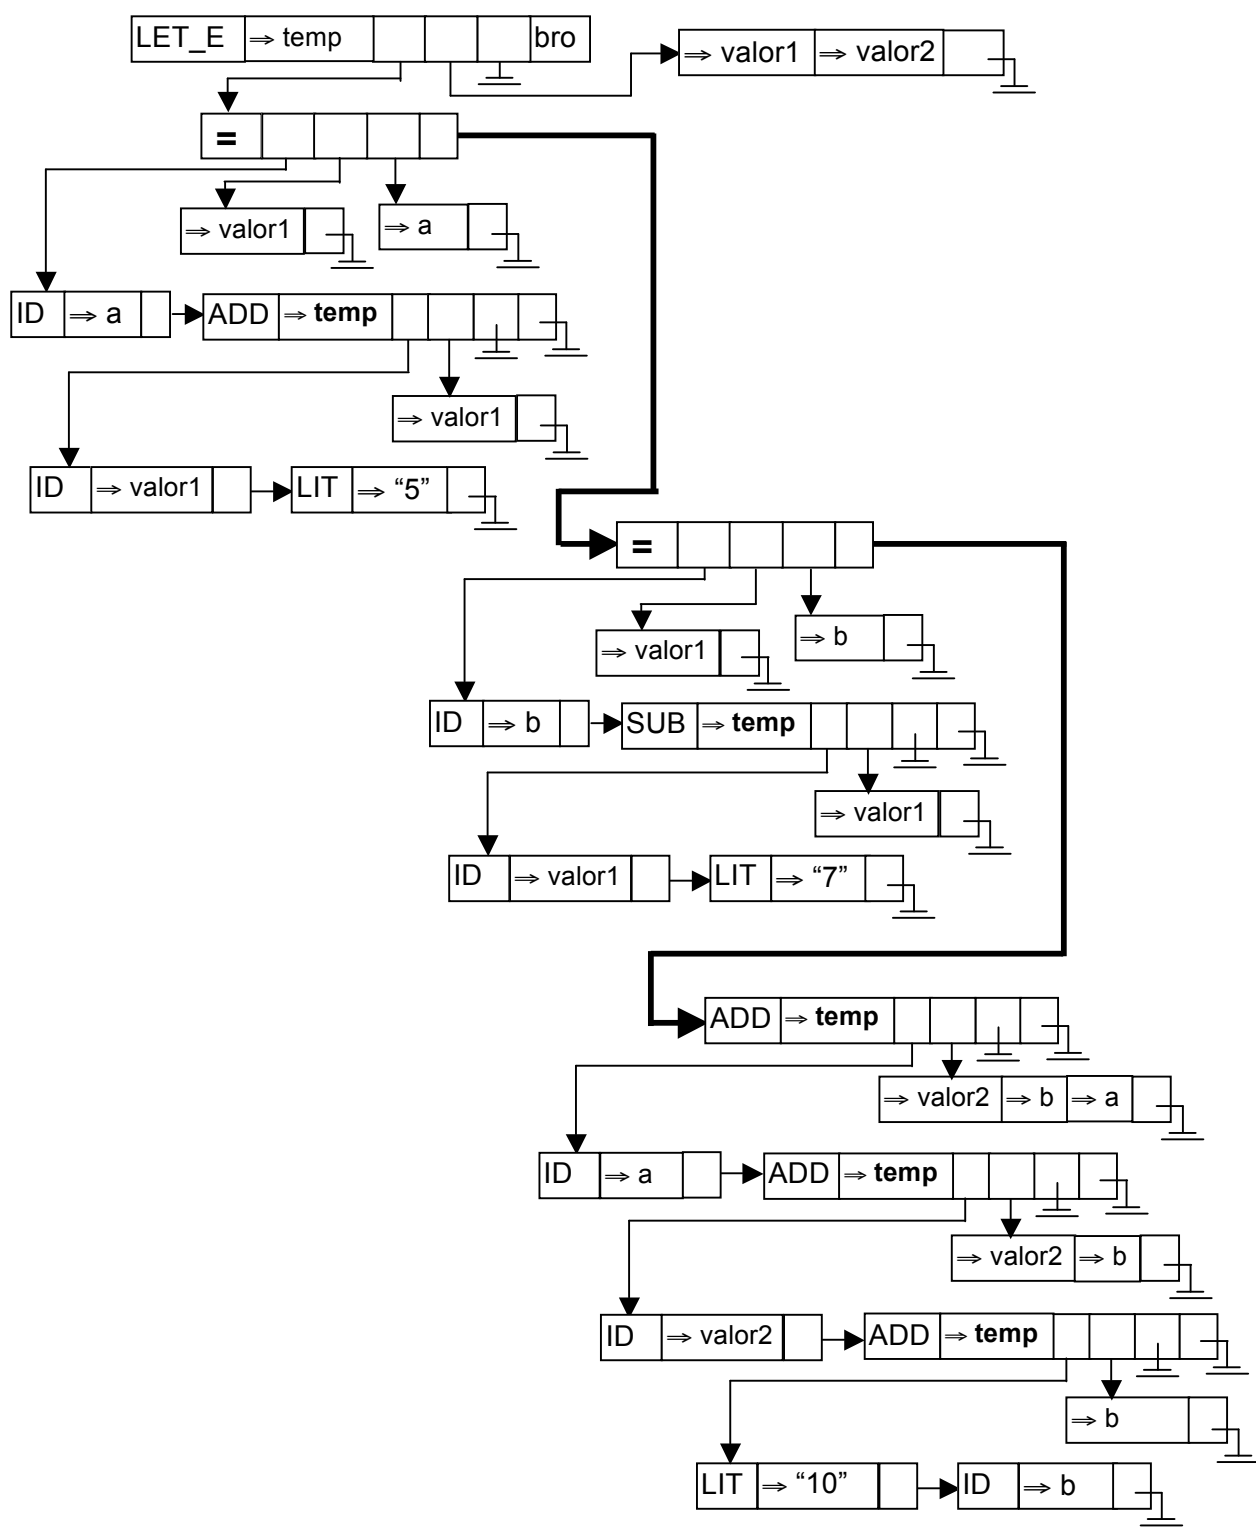 LET_E ⇒ temp bro ⇒ valor1 ⇒ valor2
=
⇒ valor1 ⇒ a
ID ⇒ a ADD ⇒ temp
⇒ valor1
ID ⇒ valor1 LIT ⇒ “5”
=
⇒ valor1 ⇒ b
ID ⇒ b SUB ⇒ temp
⇒ valor1
ID ⇒ valor1 LIT ⇒ “7”
ADD ⇒ temp
⇒ valor2 ⇒ b ⇒ a
ID ⇒ a ADD ⇒ temp
⇒ valor2 ⇒ b
ID ⇒ valor2 ADD ⇒ temp
⇒ b
LIT ⇒ “10” ID ⇒ b